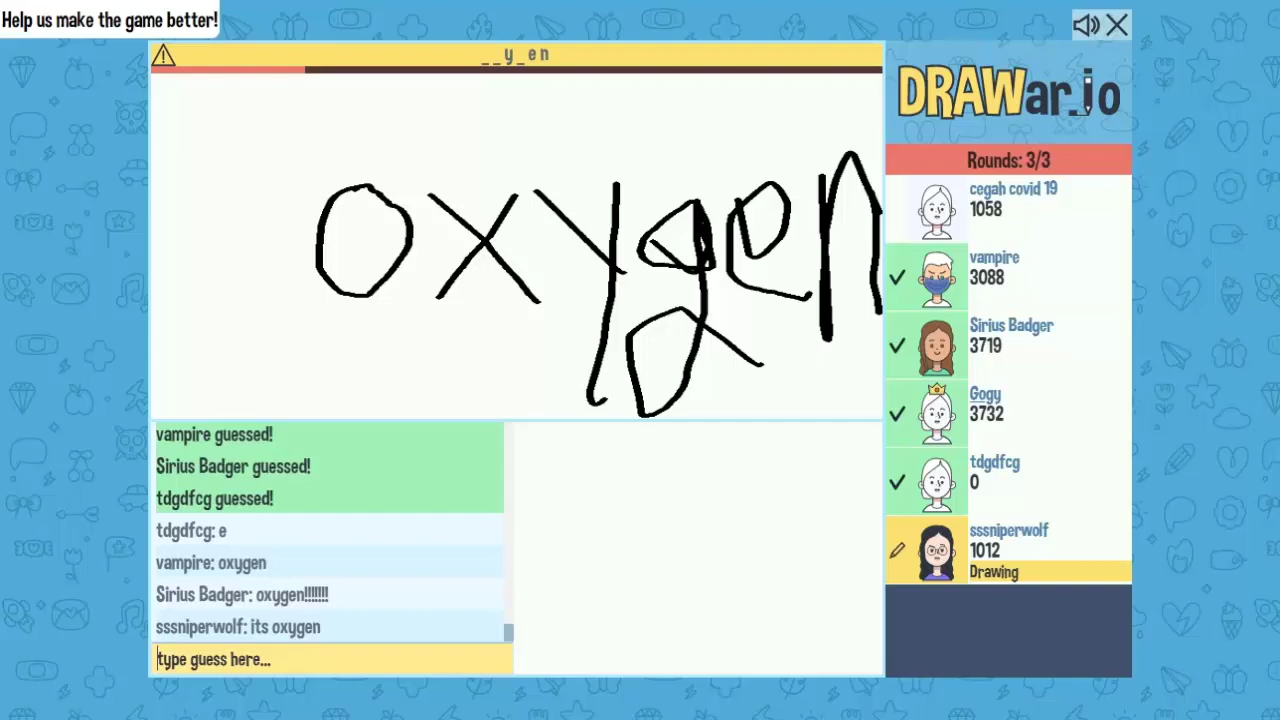 Help us make the game better!
__y_en
DRAWar.io
Rounds: 3/3
oxygen
cegah covid 19
1058
vampire
3088
Sirius Badger
3719
Gogy
3732
tdgdfcg
0
sssniperwolf
1012
Drawing
vampire guessed!
Sirius Badger guessed!
tdgdfcg guessed!
tdgdfcg: e
vampire: oxygen
Sirius Badger: oxygen!!!!!!!
sssniperwolf: its oxygen
type guess here...